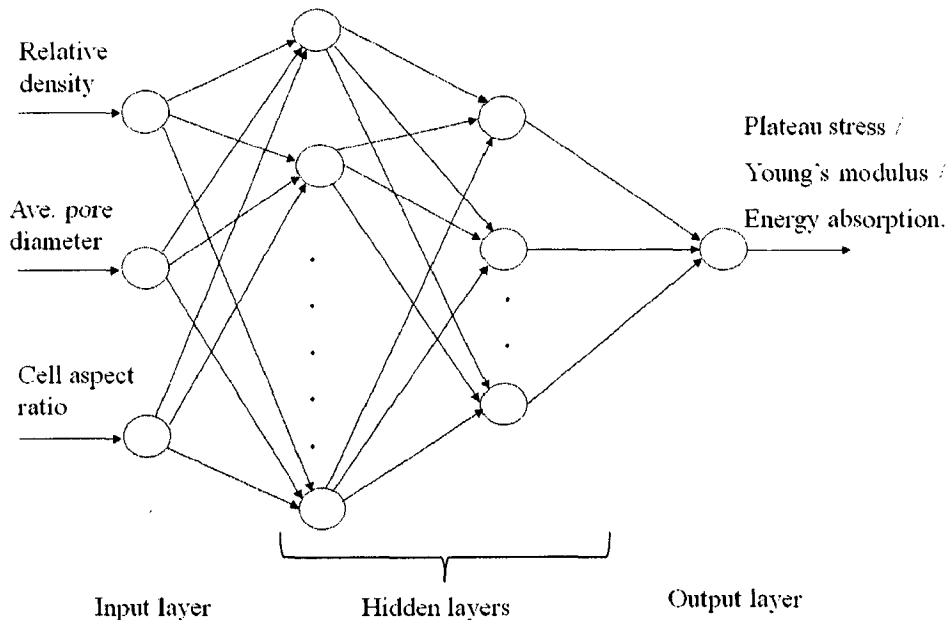 Relative
density
Ave. pore
diameter
Cell aspect
ratio
Plateau stress /
Young's modulus /
Energy absorption.
Input layer
Hidden layers
Output layer